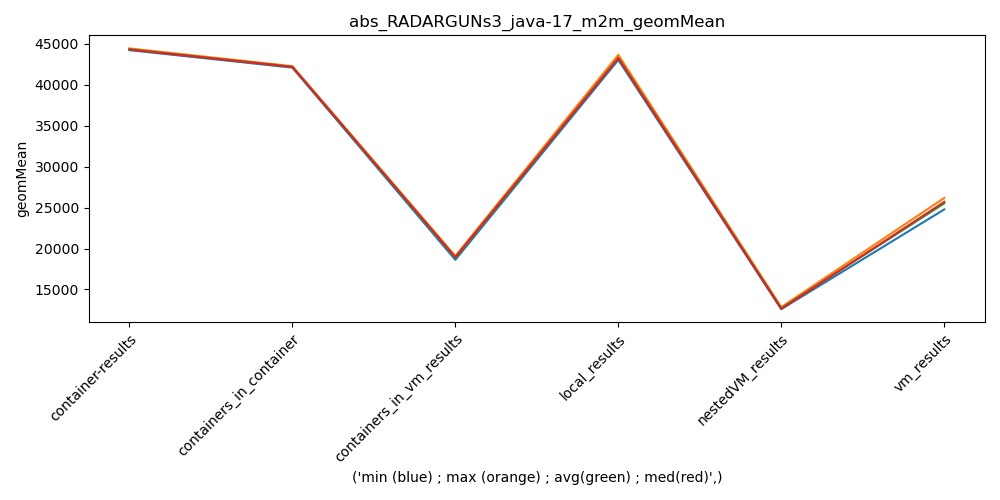 abs_RADARGUNs3_java-17_m2m_geomMean
45000
40000
35000
30000
25000
20000
15000
geomMean
container-results
containers_in_container
containers_in_vm_results
local_results
nestedVM_results
vm_results
('min (blue) ; max (orange) ; avg(green) ; med(red)',)